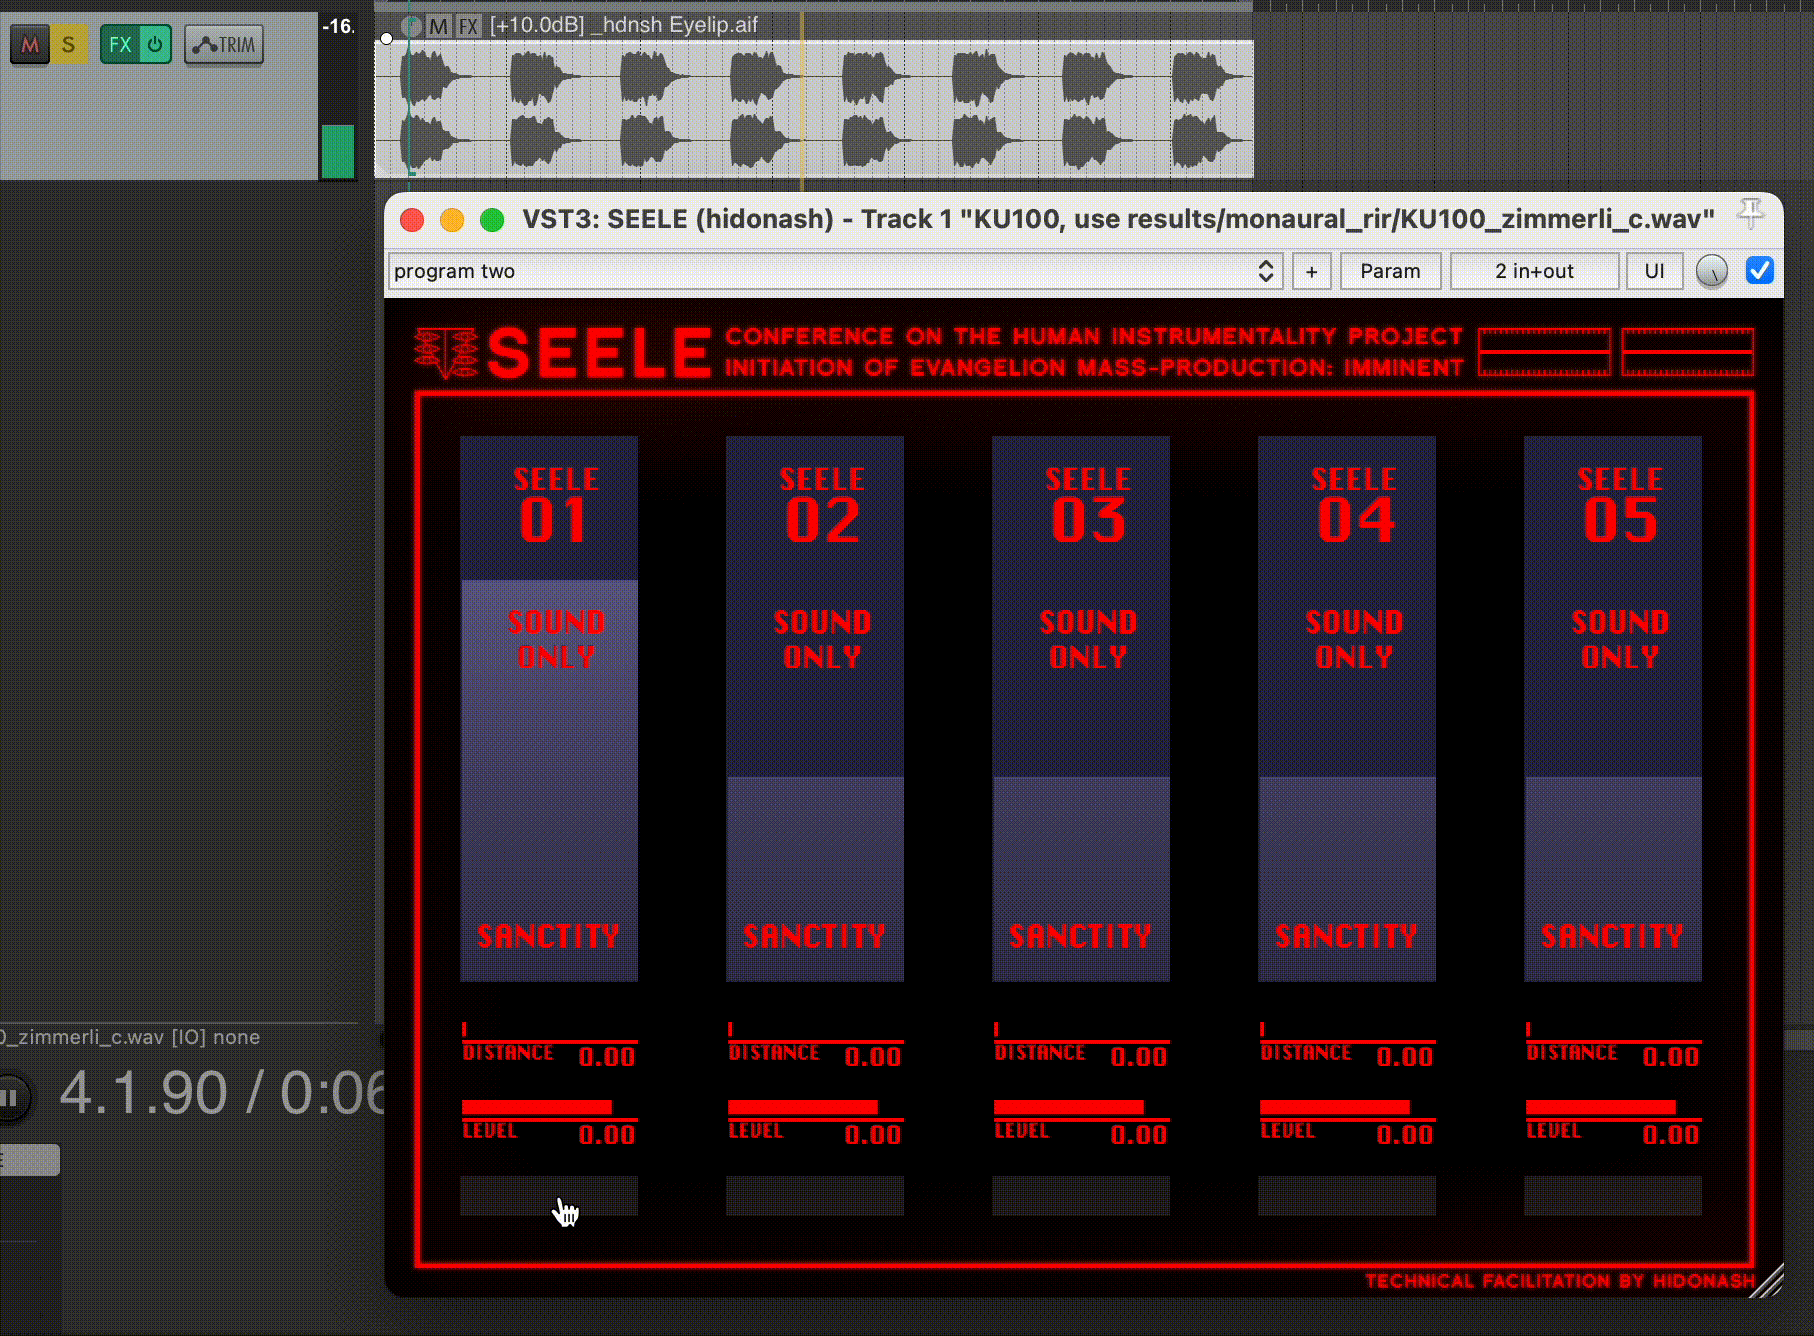 M S FX TRIM -16.
M FX [+10.0dB] _hdnsh Eyelip.aif
VST3: SEELE (hidonash) - Track 1 "KU100, use results/monaural_rir/KU100_zimmerli_c.wav"
program two + Param 2 in+out UI
SEELE
CONFERENCE ON THE HUMAN INSTRUMENTALITY PROJECT
INITIATION OF EVANGELION MASS-PRODUCTION: IMMINENT
SEELE SEELE SEELE SEELE SEELE
01 02 03 04 05
SOUND SOUND SOUND SOUND SOUND
ONLY ONLY ONLY ONLY ONLY
SANCTITY SANCTITY SANCTITY SANCTITY SANCTITY
DISTANCE 0.00 DISTANCE 0.00 DISTANCE 0.00 DISTANCE 0.00 DISTANCE 0.00
LEVEL 0.00 LEVEL 0.00 LEVEL 0.00 LEVEL 0.00 LEVEL 0.00
TECHNICAL FACILITATION BY HIDONASH
0_zimmerli_c.wav [IO] none
4.1.90 / 0:06